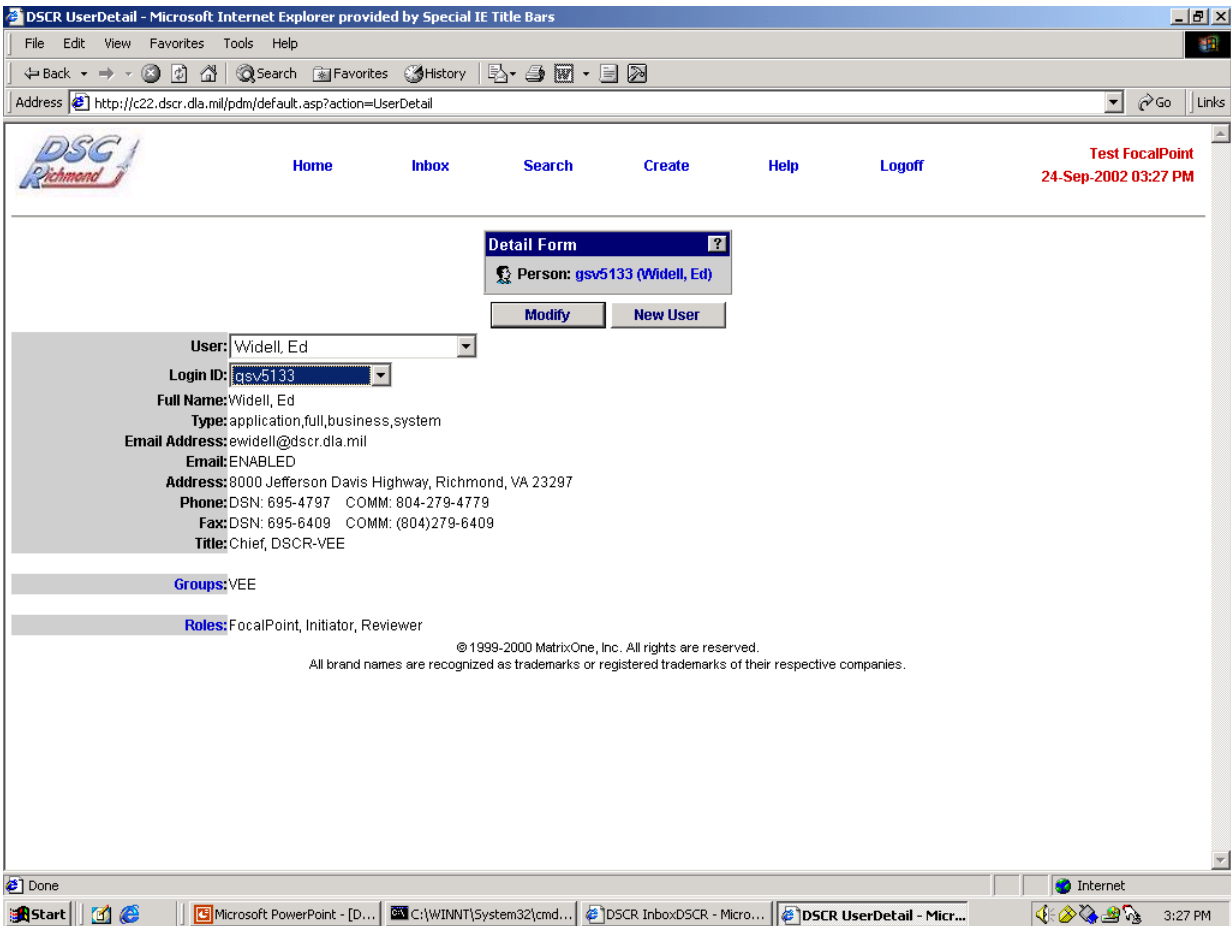 DSCR UserDetail - Microsoft Internet Explorer provided by Special IE Title Bars
File Edit View Favorites Tools Help
Back Search Favorites History
Address http://c22.dscr.dla.mil/pdm/default.asp?action=UserDetail Go Links
DSC Richmond
Home Inbox Search Create Help Logoff
Test FocalPoint
24-Sep-2002 03:27 PM
Detail Form ?
Person: gsv5133 (Widell, Ed)
Modify New User
User: Widell, Ed
Login ID: gsv5133
Full Name: Widell, Ed
Type: application,full,business,system
Email Address: ewidell@dscr.dla.mil
Email: ENABLED
Address: 8000 Jefferson Davis Highway, Richmond, VA 23297
Phone: DSN: 695-4797 COMM: 804-279-4779
Fax: DSN: 695-6409 COMM: (804)279-6409
Title: Chief, DSCR-VEE
Groups: VEE
Roles: FocalPoint, Initiator, Reviewer
© 1999-2000 MatrixOne, Inc. All rights are reserved.
All brand names are recognized as trademarks or registered trademarks of their respective companies.
Done Internet
Start Microsoft PowerPoint - [D... C:\WINNT\System32\cmd... DSCR InboxDSCR - Micro... DSCR UserDetail - Micr... 3:27 PM